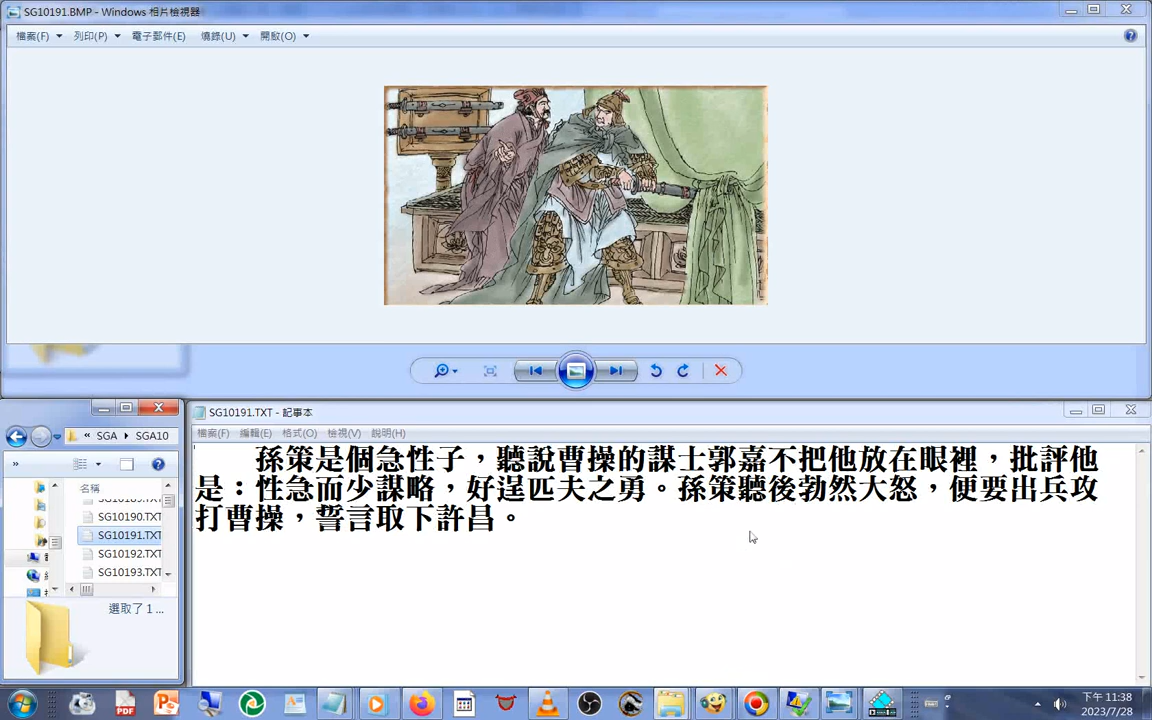 SG10191.BMP - Windows 相片檢視器
檔案(F) 列印(P) 電子郵件(E) 燒錄(U) 開啟(O)
SGA SGA10
名稱
SG10190.TXT
SG10191.TXT
SG10192.TXT
SG10193.TXT
選取了 1 ...
SG10191.TXT - 記事本
檔案(F) 編輯(E) 格式(O) 檢視(V) 說明(H)
孫策是個急性子，聽說曹操的謀士郭嘉不把他放在眼裡，批評他
是：性急而少謀略，好逞匹夫之勇。孫策聽後勃然大怒，便要出兵攻
打曹操，誓言取下許昌。
PDF
下午 11:38
2023/7/28